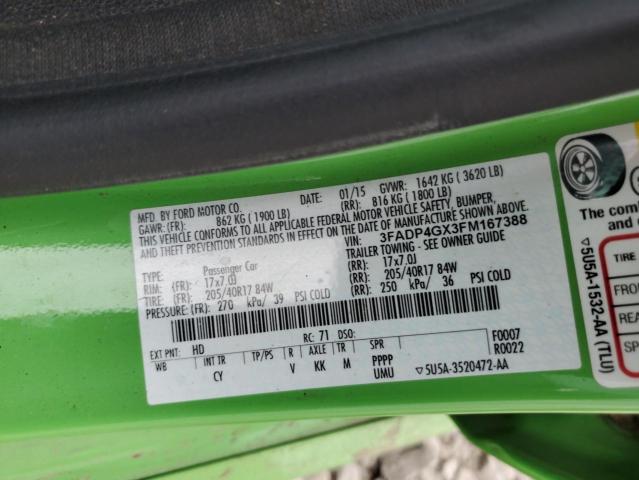 MFD. BY FORD MOTOR CO.
DATE: 01/15 GVWR: 1642 KG ( 3620 LB)
GAWR: (FR): 862 KG ( 1900 LB) (RR): 816 KG ( 1800 LB)
THIS VEHICLE CONFORMS TO ALL APPLICABLE FEDERAL MOTOR VEHICLE SAFETY, BUMPER,
AND THEFT PREVENTION STANDARDS IN EFFECT ON THE DATE OF MANUFACTURE SHOWN ABOVE.
VIN: 3FADP4GX3FM167388
TYPE: Passenger Car TRAILER TOWING - SEE OWNER GUIDE
RIM: (FR): 17x7.0J (RR): 17x7.0J
TIRE: (FR): 205/40R17 84W (RR): 205/40R17 84W
PRESSURE: (FR): 270 kPa/ 39 PSI COLD (RR): 250 kPa/ 36 PSI COLD
EXT PNT: HD RC: 71 DSO: F0007
WB INT TR TP/PS R AXLE TR M PPPP R0022
CY V KK M UMU ▽5U5A-3520472-AA
The comb
▽5U5A-1532-AA (TLU)
TIRE
FRO
REA
SP